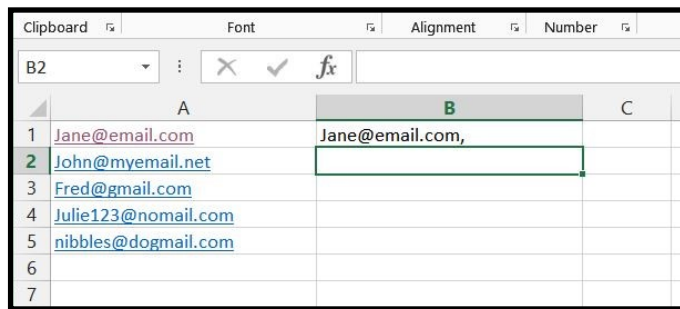 Clipboard Font Alignment Number
B2 fx
A B C
1 Jane@email.com Jane@email.com,
2 John@myemail.net
3 Fred@gmail.com
4 Julie123@nomail.com
5 nibbles@dogmail.com
6
7